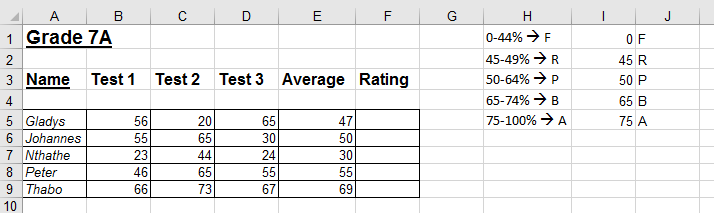 A B C D E F G H I J
1 Grade 7A 0-44% → F 0 F
2 45-49% → R 45 R
3 Name Test 1 Test 2 Test 3 Average Rating 50-64% → P 50 P
4 65-74% → B 65 B
5 Gladys 56 20 65 47 75-100% → A 75 A
6 Johannes 55 65 30 50
7 Nthathe 23 44 24 30
8 Peter 46 65 55 55
9 Thabo 66 73 67 69
10